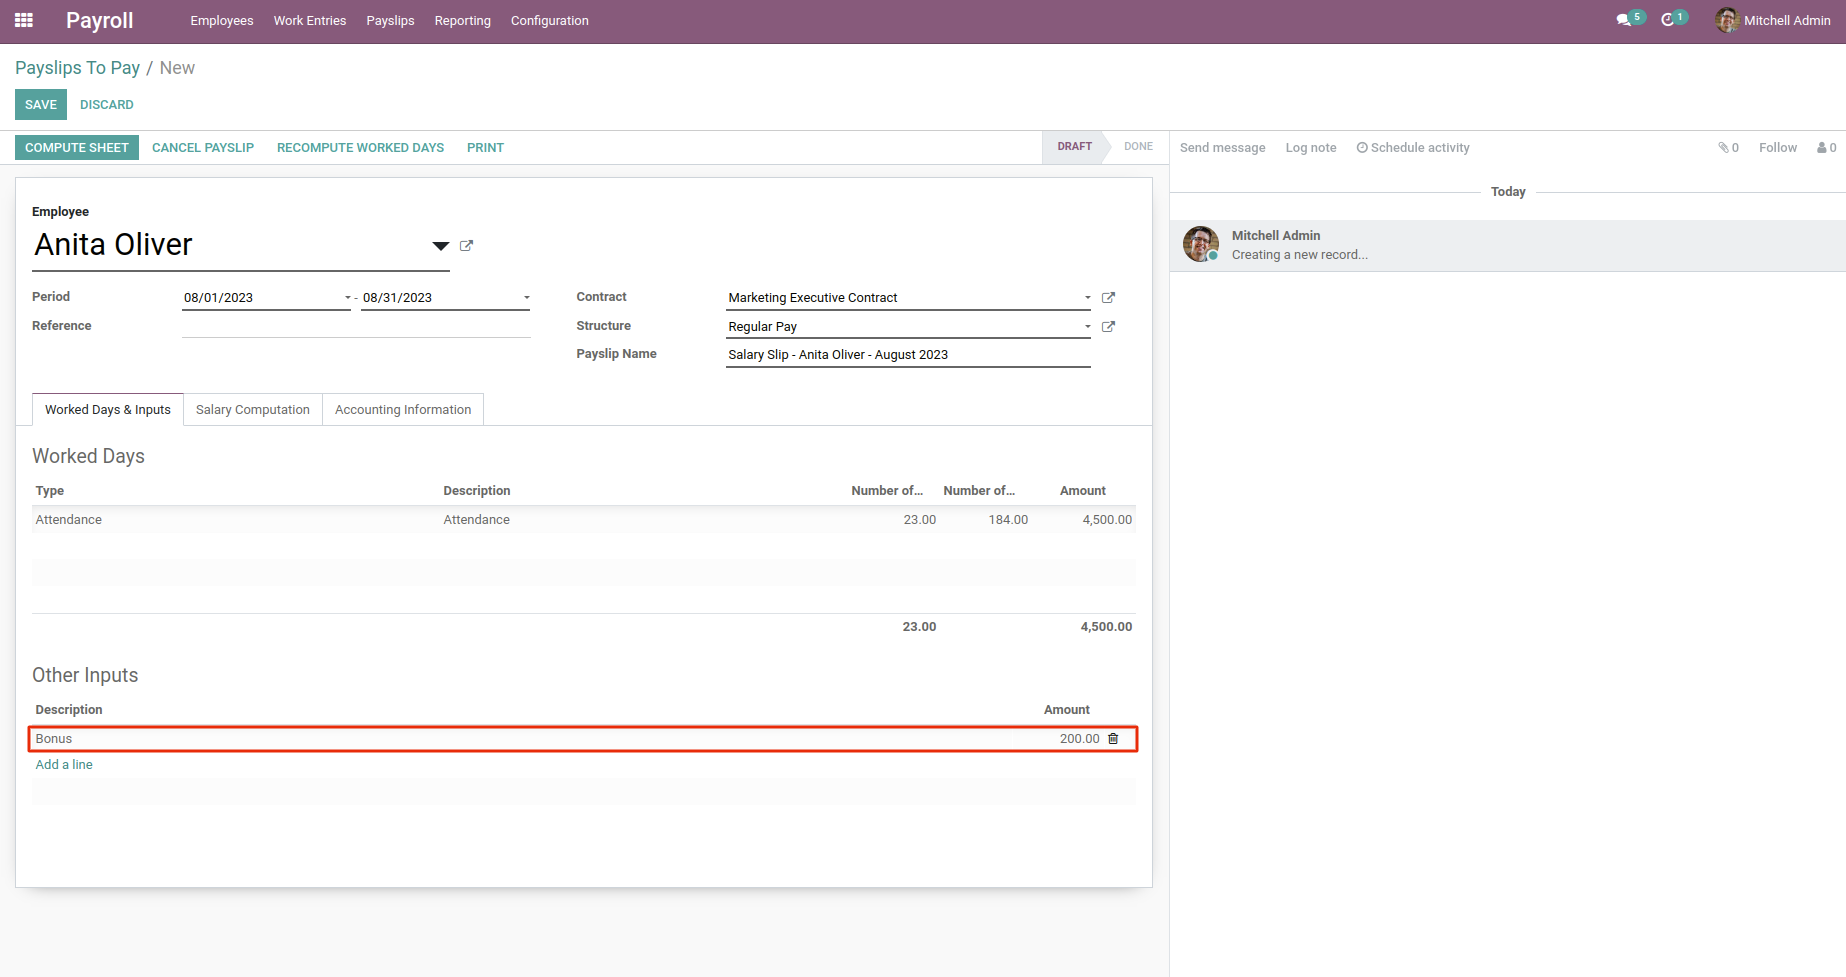 Payroll Employees Work Entries Payslips Reporting Configuration 5 1 Mitchell Admin
Payslips To Pay / New
SAVE DISCARD
COMPUTE SHEET CANCEL PAYSLIP RECOMPUTE WORKED DAYS PRINT DRAFT DONE Send message Log note Schedule activity 0 Follow 0
Today
Mitchell Admin
Creating a new record...
Employee
Anita Oliver
Period 08/01/2023 - 08/31/2023 Contract Marketing Executive Contract
Reference Structure Regular Pay
Payslip Name Salary Slip - Anita Oliver - August 2023
Worked Days & Inputs Salary Computation Accounting Information
Worked Days
Type Description Number of... Number of... Amount
Attendance Attendance 23.00 184.00 4,500.00
23.00 4,500.00
Other Inputs
Description Amount
Bonus 200.00
Add a line